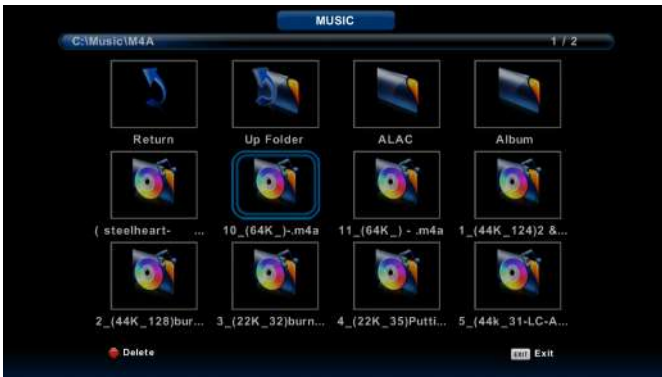 MUSIC
C:\Music\M4A 1 / 2
Return Up Folder ALAC Album
( steelheart- ... 10_(64K_)-.m4a 11_(64K_) - .m4a 1_(44K_124)2 &...
2_(44K_128)bur... 3_(22K_32)burn... 4_(22K_35)Putti... 5_(44k_31-LC-A...
Delete EXIT Exit